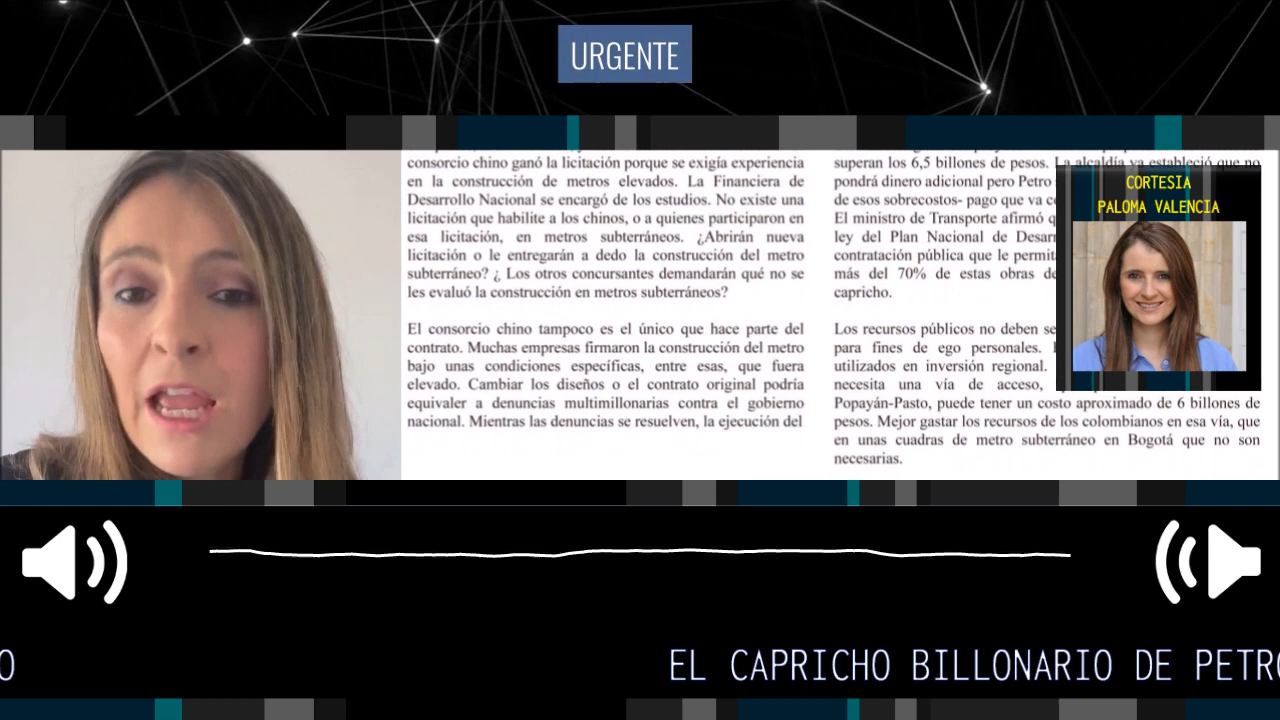 URGENTE
consorcio chino ganó la licitación porque se exigía experiencia
en la construcción de metros elevados. La Financiera de
Desarrollo Nacional se encargó de los estudios. No existe una
licitación que habilite a los chinos, o a quienes participaron en
esa licitación, en metros subterráneos. ¿Abrirán nueva
licitación o le entregarán a dedo la construcción del metro
subterráneo? ¿ Los otros concursantes demandarán qué no se
les evaluó la construcción en metros subterráneos?
El consorcio chino tampoco es el único que hace parte del
contrato. Muchas empresas firmaron la construcción del metro
bajo unas condiciones específicas, entre esas, que fuera
elevado. Cambiar los diseños o el contrato original podría
equivaler a denuncias multimillonarias contra el gobierno
nacional. Mientras las denuncias se resuelven, la ejecución del
superan los 6,5 billones de pesos. La alcaldía ya estableció que no
pondrá dinero adicional pero Petro
de esos sobrecostos- pago que va
El ministro de Transporte afirmó
ley del Plan Nacional de
contratación pública que le
más del 70% de estas obras
capricho.
Los recursos públicos no deben
para fines de ego personales.
utilizados en inversión regional.
necesita una vía de acceso,
Popayán-Pasto, puede tener un costo aproximado de 6 billones de
pesos. Mejor gastar los recursos de los colombianos en esa vía, que
en unas cuadras de metro subterráneo en Bogotá que no son
necesarias.
CORTESIA
PALOMA VALENCIA
O EL CAPRICHO BILLONARIO DE PETRO